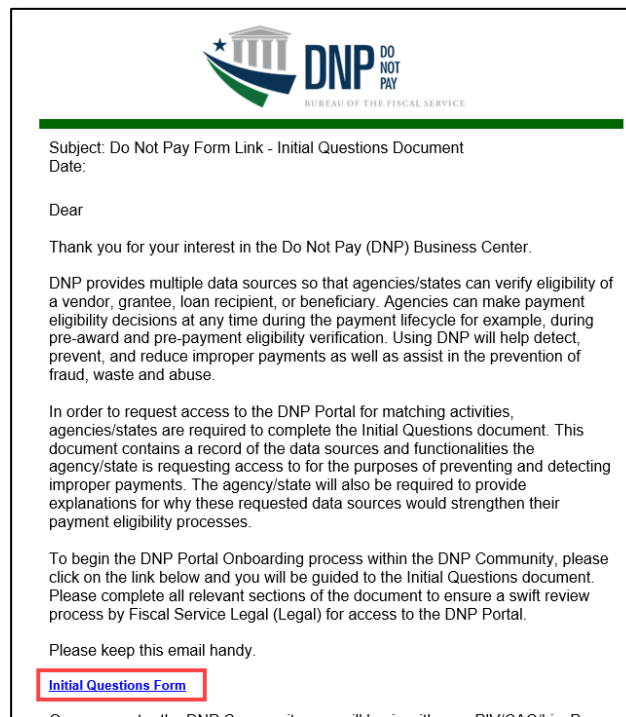 DNP DO
NOT
PAY
BUREAU OF THE FISCAL SERVICE
Subject: Do Not Pay Form Link - Initial Questions Document
Date:
Dear
Thank you for your interest in the Do Not Pay (DNP) Business Center.
DNP provides multiple data sources so that agencies/states can verify eligibility of
a vendor, grantee, loan recipient, or beneficiary. Agencies can make payment
eligibility decisions at any time during the payment lifecycle for example, during
pre-award and pre-payment eligibility verification. Using DNP will help detect,
prevent, and reduce improper payments as well as assist in the prevention of
fraud, waste and abuse.
In order to request access to the DNP Portal for matching activities,
agencies/states are required to complete the Initial Questions document. This
document contains a record of the data sources and functionalities the
agency/state is requesting access to for the purposes of preventing and detecting
improper payments. The agency/state will also be required to provide
explanations for why these requested data sources would strengthen their
payment eligibility processes.
To begin the DNP Portal Onboarding process within the DNP Community, please
click on the link below and you will be guided to the Initial Questions document.
Please complete all relevant sections of the document to ensure a swift review
process by Fiscal Service Legal (Legal) for access to the DNP Portal.
Please keep this email handy.
Initial Questions Form